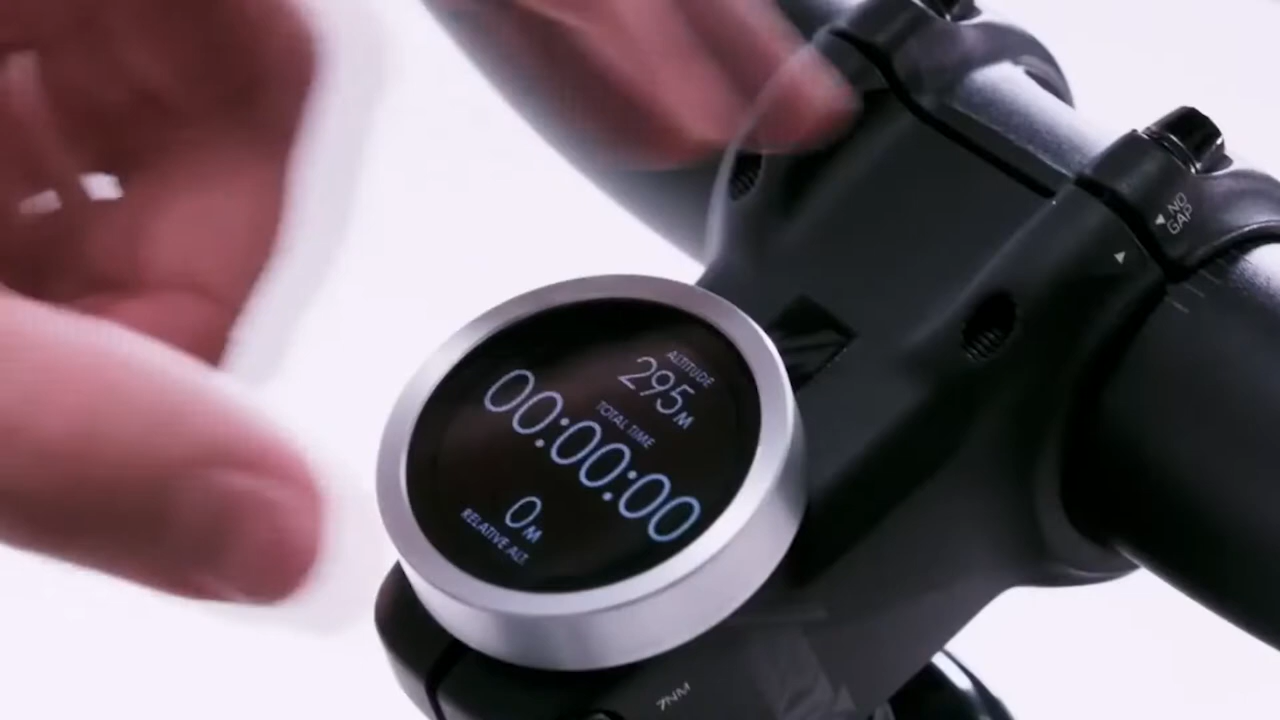 ALTITUDE
295M
TOTAL TIME
00:00:00
0M
RELATIVE ALT.
NO
GAP
7NM